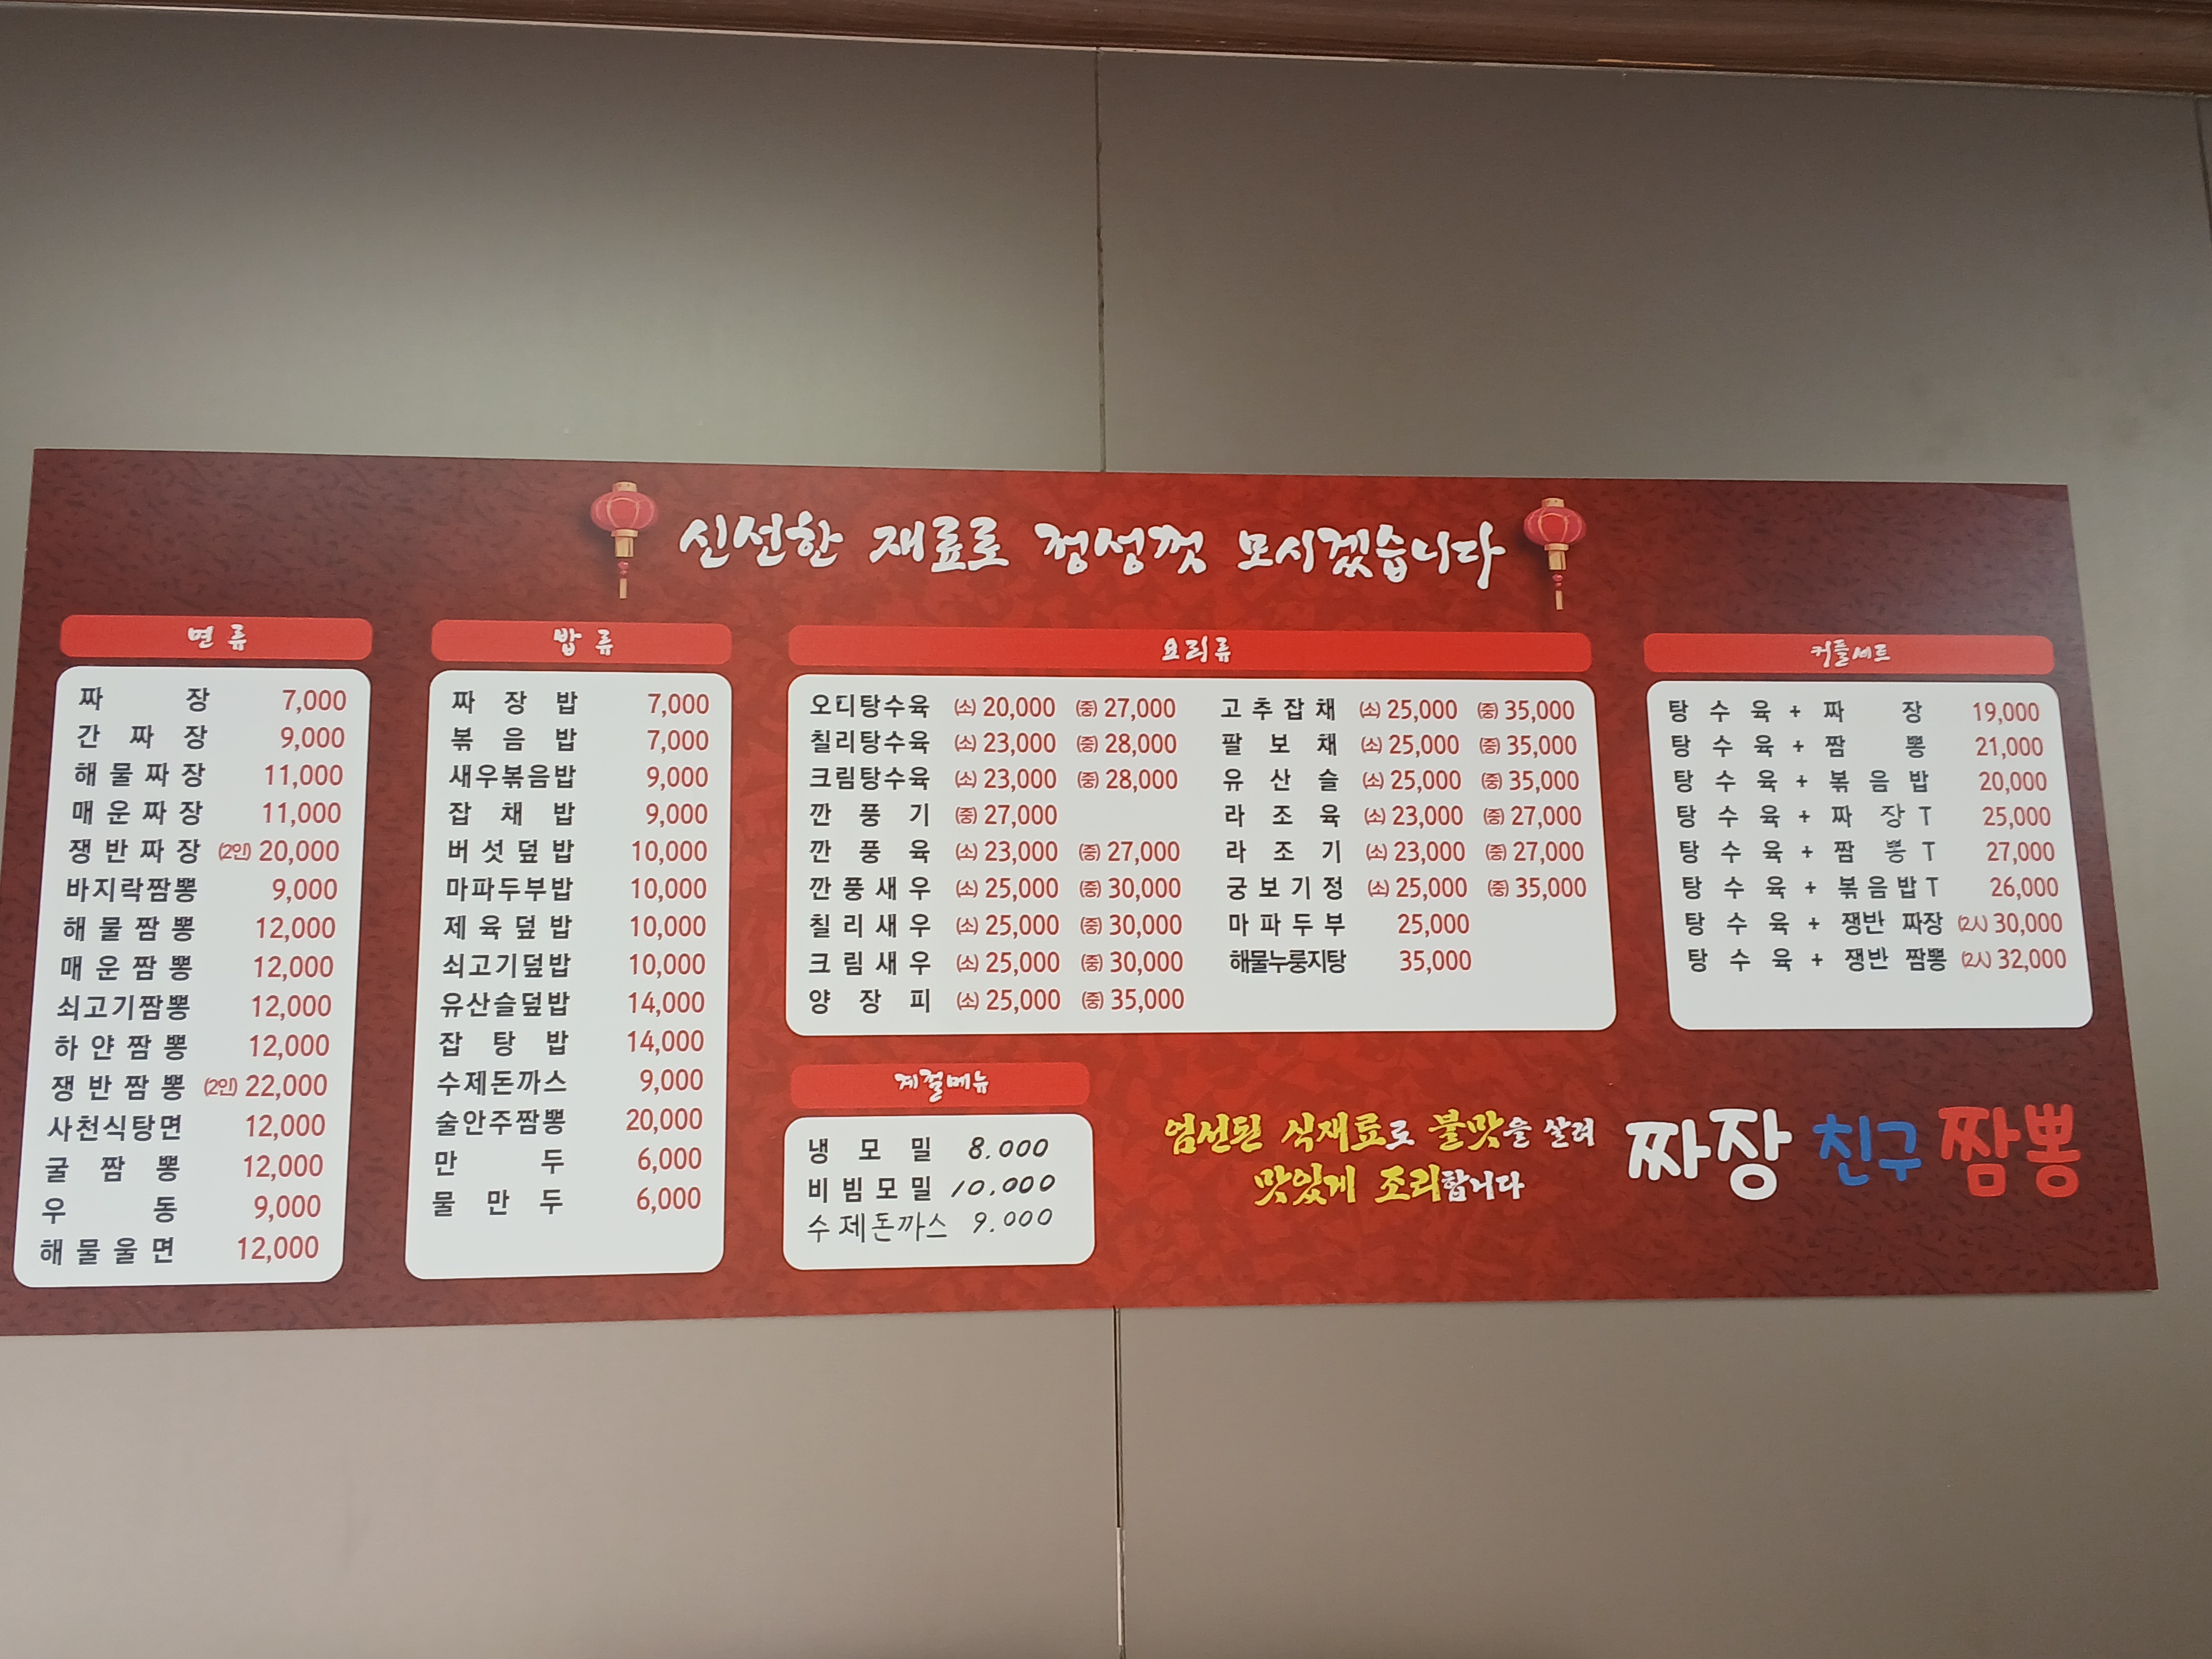 신선한 재료로 정성껏 모시겠습니다
면류
짜장 7,000
간짜장 9,000
해물짜장 11,000
매운짜장 11,000
쟁반짜장 (2인) 20,000
바지락짬뽕 9,000
해물짬뽕 12,000
매운짬뽕 12,000
쇠고기짬뽕 12,000
하얀짬뽕 12,000
쟁반짬뽕 (2인) 22,000
사천식탕면 12,000
굴짬뽕 12,000
우동 9,000
해물울면 12,000
밥류
짜장밥 7,000
볶음밥 7,000
새우볶음밥 9,000
잡채밥 9,000
버섯덮밥 10,000
마파두부밥 10,000
제육덮밥 10,000
쇠고기덮밥 10,000
유산슬덮밥 14,000
잡탕밥 14,000
수제돈까스 9,000
술안주짬뽕 20,000
만두 6,000
물만두 6,000
요리류
오디탕수육 (소) 20,000 (중) 27,000
칠리탕수육 (소) 23,000 (중) 28,000
크림탕수육 (소) 23,000 (중) 28,000
깐풍기 (중) 27,000
깐풍육 (소) 23,000 (중) 27,000
깐풍새우 (소) 25,000 (중) 30,000
칠리새우 (소) 25,000 (중) 30,000
크림새우 (소) 25,000 (중) 30,000
양장피 (소) 25,000 (중) 35,000
고추잡채 (소) 25,000 (중) 35,000
팔보채 (소) 25,000 (중) 35,000
유산슬 (소) 25,000 (중) 35,000
라조육 (소) 23,000 (중) 27,000
라조기 (소) 23,000 (중) 27,000
궁보기정 (소) 25,000 (중) 35,000
마파두부 25,000
해물누룽지탕 35,000
커플세트
탕수육+짜장 19,000
탕수육+짬뽕 21,000
탕수육+볶음밥 20,000
탕수육+짜장T 25,000
탕수육+짬뽕T 27,000
탕수육+볶음밥T 26,000
탕수육+쟁반 짜장 (2人) 30,000
탕수육+쟁반 짬뽕 (2人) 32,000
계절메뉴
냉모밀 8.000
비빔모밀 10.000
수제돈까스 9.000
엄선된 식재료로 불맛을 살려
맛있게 조리합니다
짜장 친구 짬뽕